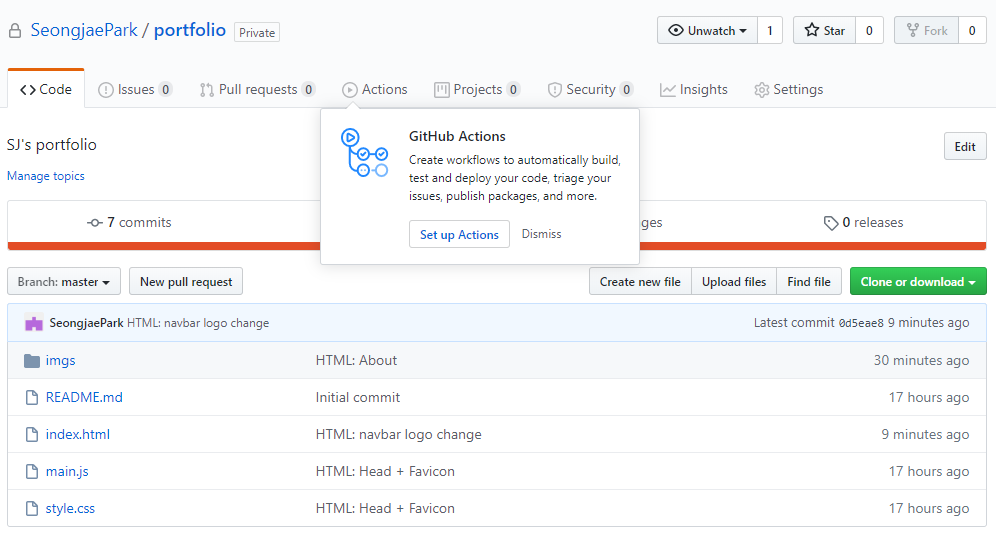 SeongjaePark / portfolio Private Unwatch 1 Star 0 Fork 0
Code Issues 0 Pull requests 0 Actions Projects 0 Security 0 Insights Settings
SJ's portfolio Edit
Manage topics
GitHub Actions
Create workflows to automatically build,
test and deploy your code, triage your
issues, publish packages, and more.
Set up Actions Dismiss
7 commits 0 releases
Branch: master New pull request Create new file Upload files Find file Clone or download
SeongjaePark HTML: navbar logo change Latest commit 0d5eae8 9 minutes ago
imgs HTML: About 30 minutes ago
README.md Initial commit 17 hours ago
index.html HTML: navbar logo change 9 minutes ago
main.js HTML: Head + Favicon 17 hours ago
style.css HTML: Head + Favicon 17 hours ago